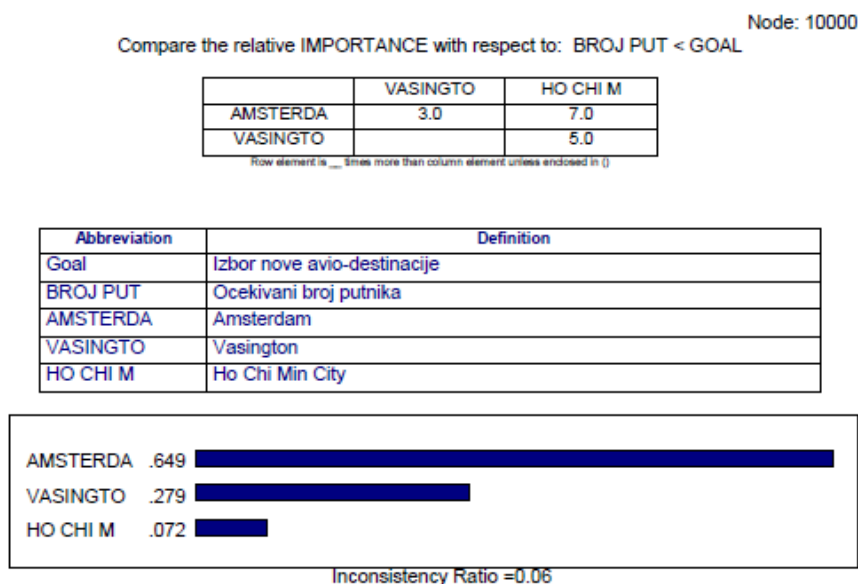 Node: 10000
Compare the relative IMPORTANCE with respect to: BROJ PUT < GOAL
VASINGTO HO CHI M
AMSTERDA 3.0 7.0
VASINGTO 5.0
Row element is __ times more than column element unless enclosed in ()
Abbreviation Definition
Goal Izbor nove avio-destinacije
BROJ PUT Ocekivani broj putnika
AMSTERDA Amsterdam
VASINGTO Vasington
HO CHI M Ho Chi Min City
AMSTERDA .649
VASINGTO .279
HO CHI M .072
Inconsistency Ratio =0.06